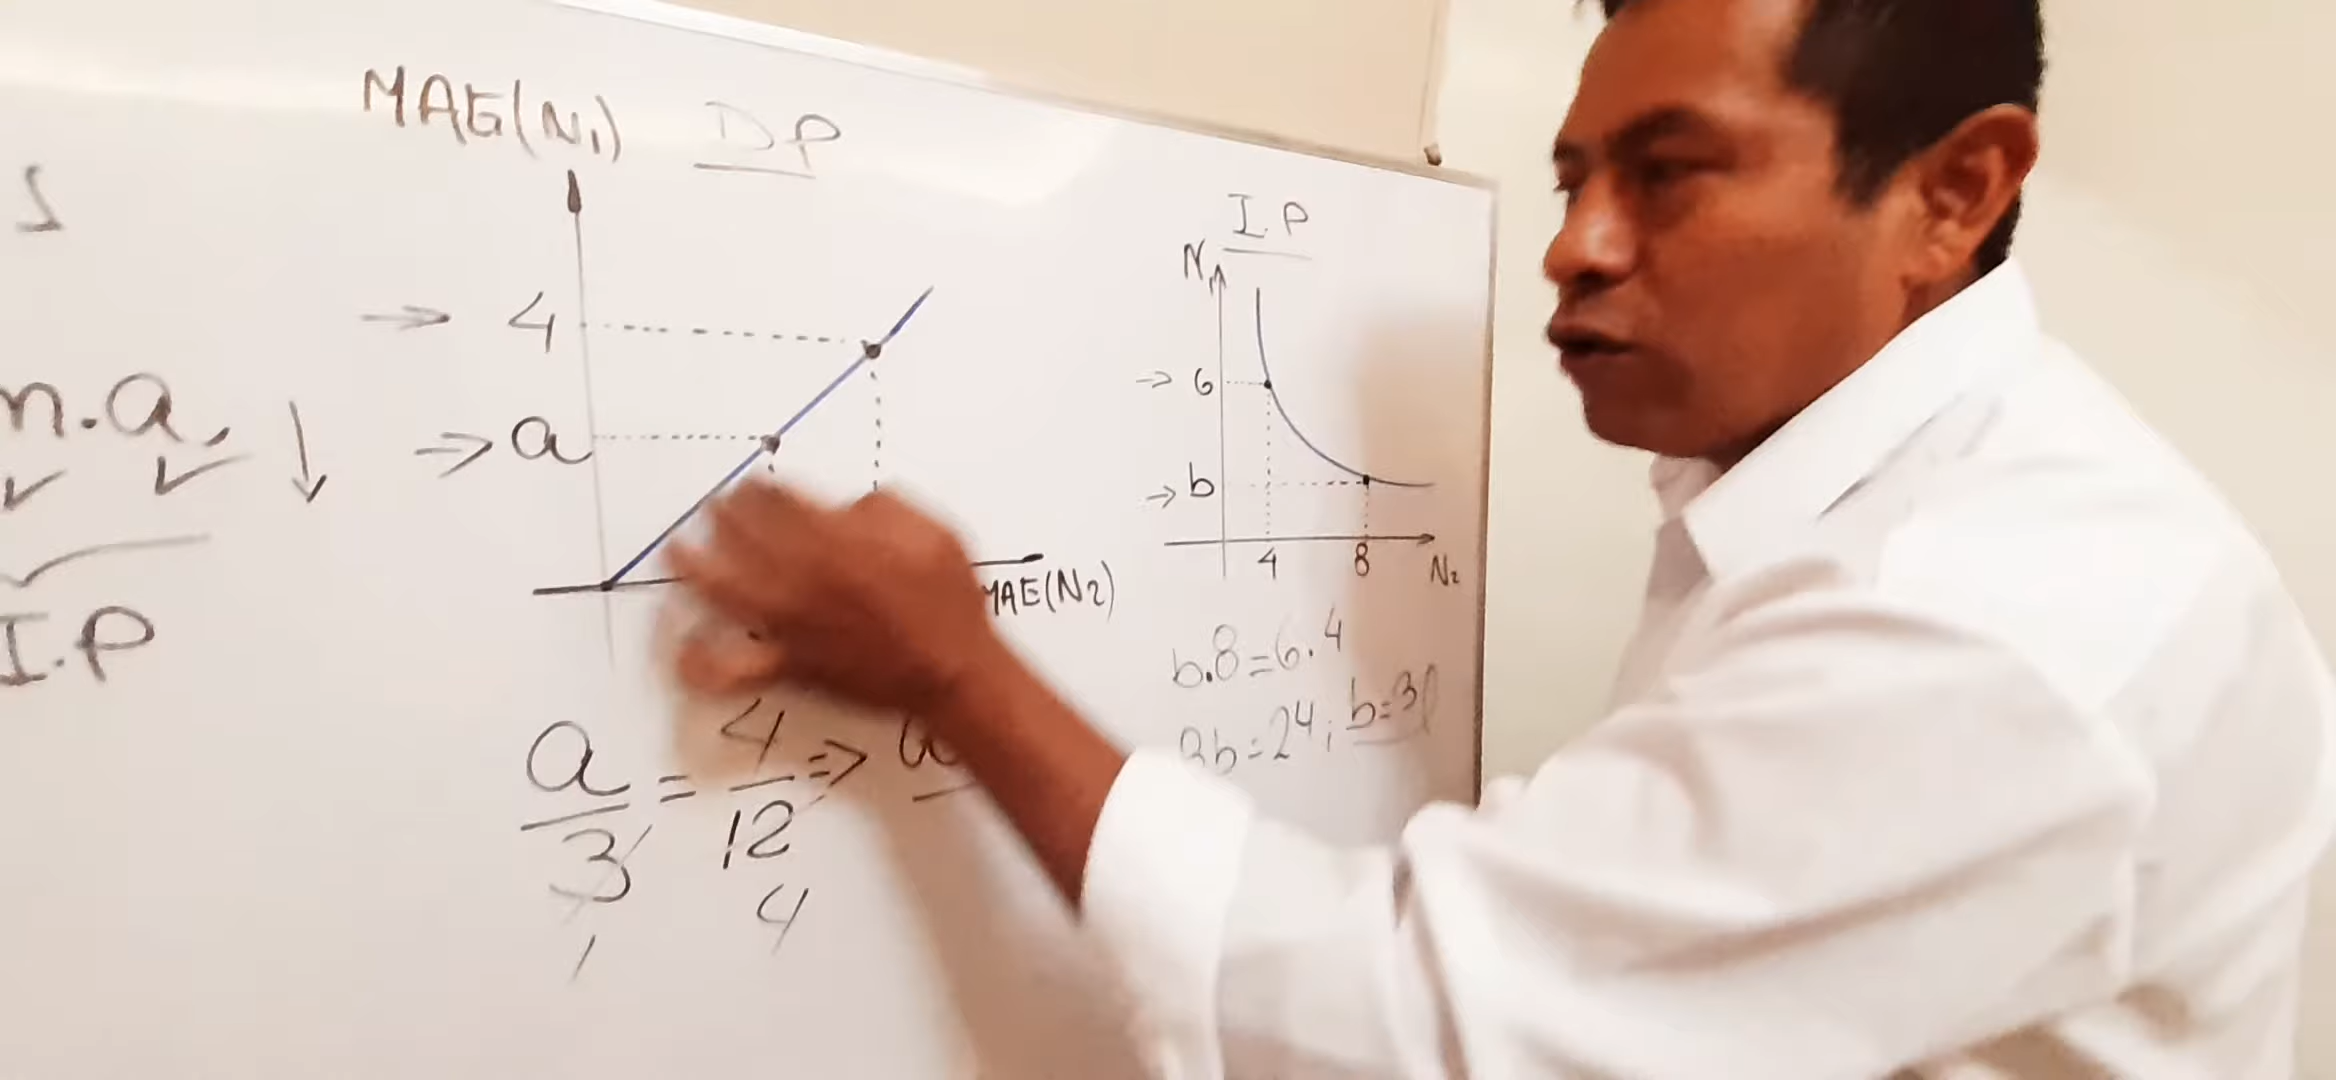 MAG(N1) DP
4
a
MAG(N2)
a/3 = 4/12 =>
1 4
I.P
n.a
I.P
N1
6
b
4 8 N2
b.8=6.4
8b=24; b=3